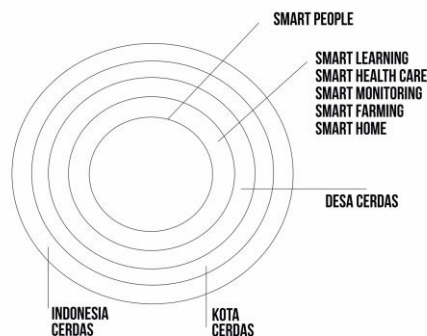 SMART PEOPLE
SMART LEARNING
SMART HEALTH CARE
SMART MONITORING
SMART FARMING
SMART HOME
DESA CERDAS
INDONESIA
CERDAS
KOTA
CERDAS